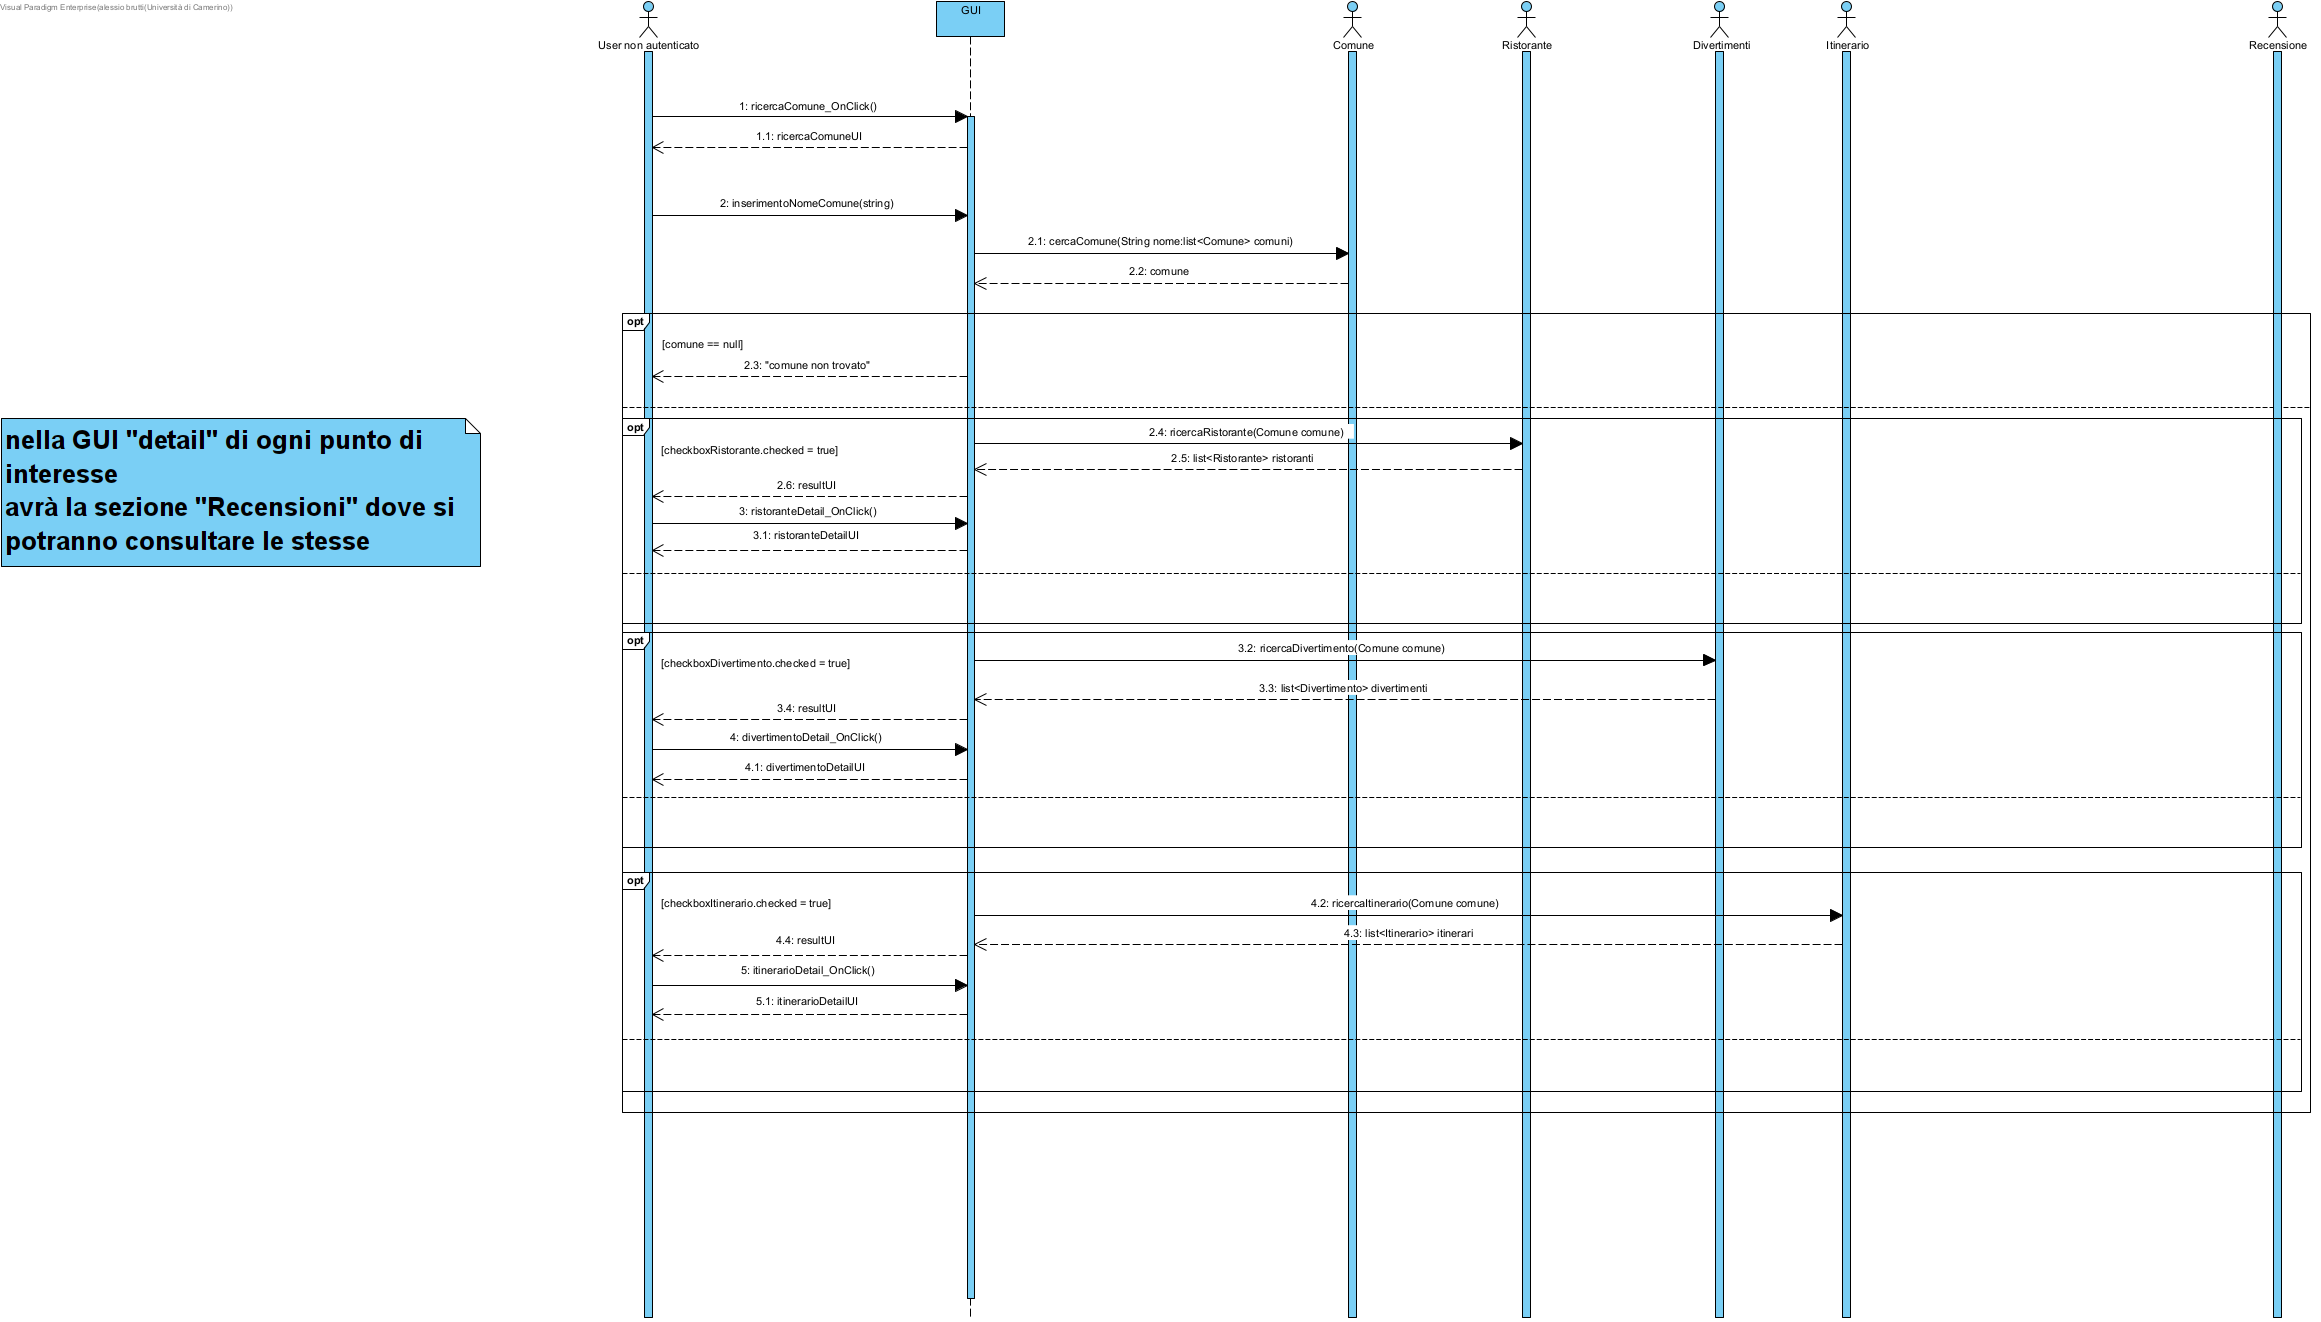 Visual Paradigm Enterprise(alessio brutti(Università di Camerino))
User non autenticato
GUI
Comune
Ristorante
Divertimenti
Itinerario
Recensione
1: ricercaComune_OnClick()
1.1: ricercaComuneUI
2: inserimentoNomeComune(string)
2.1: cercaComune(String nome:list<Comune> comuni)
2.2: comune
opt
[comune == null]
2.3: "comune non trovato"
nella GUI "detail" di ogni punto di
interesse
avrà la sezione "Recensioni" dove si
potranno consultare le stesse
opt
[checkboxRistorante.checked = true]
2.4: ricercaRistorante(Comune comune)
2.5: list<Ristorante> ristoranti
2.6: resultUI
3: ristoranteDetail_OnClick()
3.1: ristoranteDetailUI
opt
[checkboxDivertimento.checked = true]
3.2: ricercaDivertimento(Comune comune)
3.3: list<Divertimento> divertimenti
3.4: resultUI
4: divertimentoDetail_OnClick()
4.1: divertimentoDetailUI
opt
[checkboxItinerario.checked = true]
4.2: ricercaItinerario(Comune comune)
4.3: list<Itinerario> itinerari
4.4: resultUI
5: itinerarioDetail_OnClick()
5.1: itinerarioDetailUI